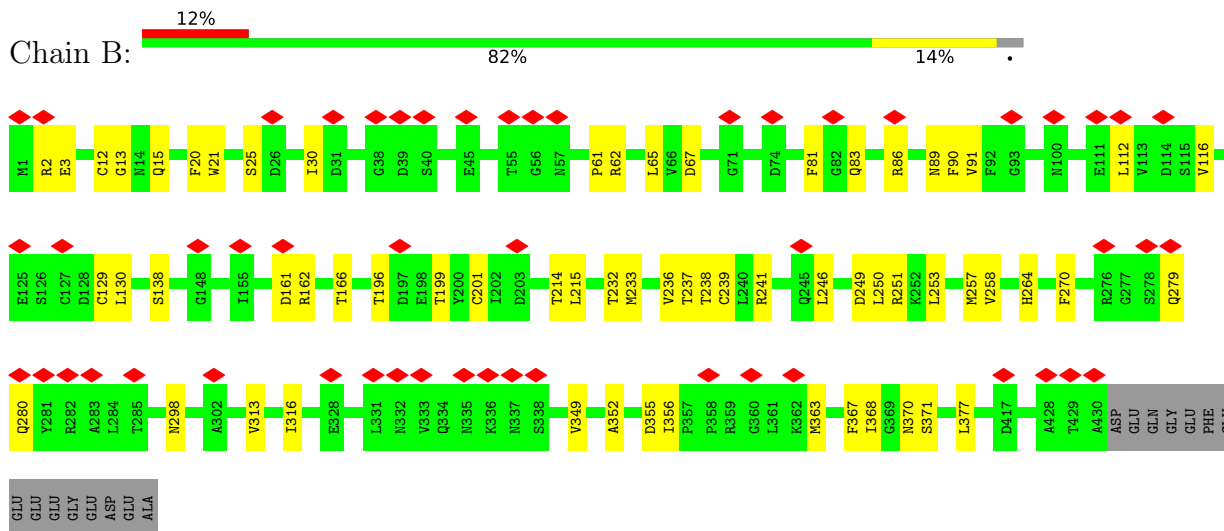 12%
Chain B:
82% 14% •
M1 R2 E3 C12 G13 N14 Q15 F20 W21 S25 D26 I30 D31 G38 D39 S40 E45 T55 G56 N57 P61 R62 L65 V66 D67 G71 D74 F81 G82 Q83 R86 N89 F90 V91 F92 G93 N100 E111 L112 V113 D114 S115 V116
E125 S126 C127 D128 C129 L130 S138 G148 I155 D161 R162 T166 T196 D197 E198 T199 Y200 C201 I202 D203 T214 L215 T232 M233 V236 T237 T238 C239 L240 R241 Q245 L246 D249 L250 R251 K252 L253 M257 V258 H264 F270 R276 G277 S278 Q279
Q280 Y281 R282 A283 L284 T285 N298 A302 V313 I316 E328 L331 N332 V333 Q334 N335 K336 N337 S338 V349 A352 D355 I356 P357 P358 R359 G360 L361 K362 M363 F367 I368 G369 N370 S371 L377 D417 A428 T429 A430 ASP GLU GLN GLY GLU PHE
GLU GLU GLU GLY GLU ASP GLU ALA